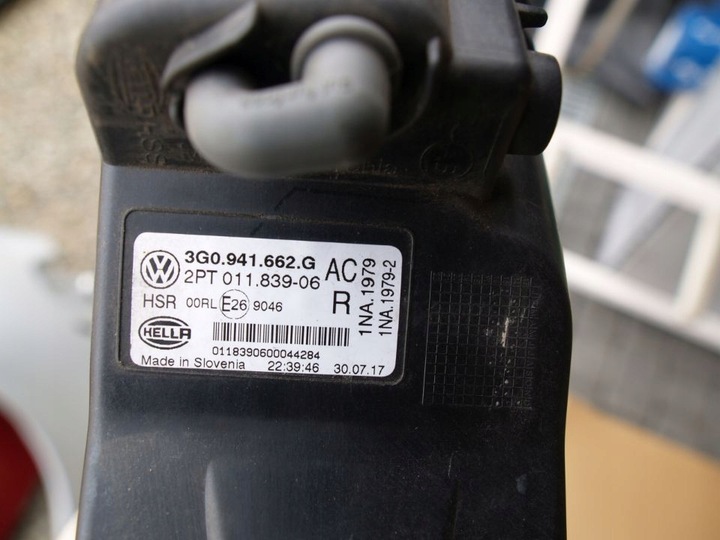 3G0.941.662.G AC
2PT 011.839-06
HSR 00RL E26 9046 R
HELLA
0118390600044284
Made in Slovenia 22:39:46 30.07.17
1NA.1979
1NA.1979-2